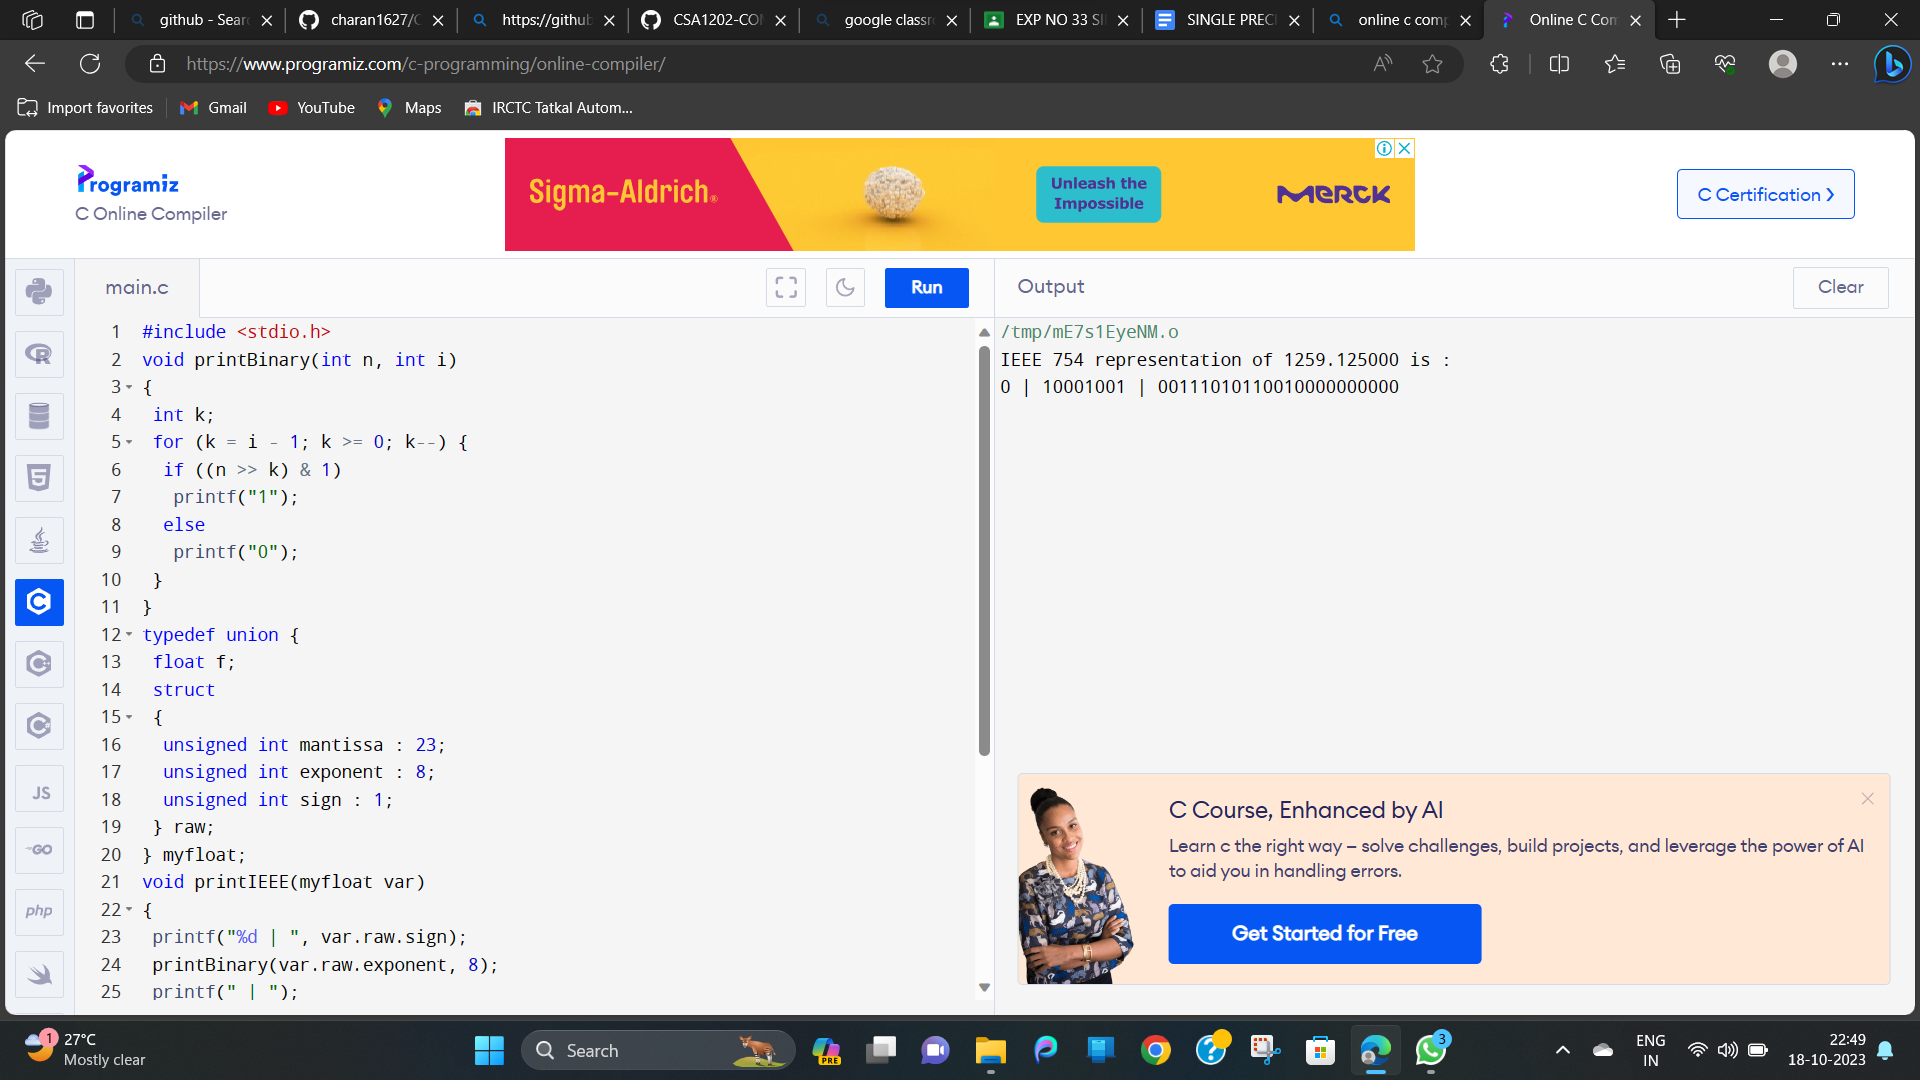 github - Sear
charan1627/C
https://github
CSA1202-COM
google classro
EXP NO 33 SI
SINGLE PRECI
online c comp
Online C Com
https://www.programiz.com/c-programming/online-compiler/
Import favorites
Gmail
YouTube
Maps
IRCTC Tatkal Autom...
Programiz
C Online Compiler
Sigma-Aldrich®
Unleash the
Impossible
MERCK
C Certification >
main.c
Run
Output
Clear
1 #include <stdio.h>
2 void printBinary(int n, int i)
3 {
4 int k;
5 for (k = i - 1; k >= 0; k--) {
6 if ((n >> k) & 1)
7 printf("1");
8 else
9 printf("0");
10 }
11 }
12 typedef union {
13 float f;
14 struct
15 {
16 unsigned int mantissa : 23;
17 unsigned int exponent : 8;
18 unsigned int sign : 1;
19 } raw;
20 } myfloat;
21 void printIEEE(myfloat var)
22 {
23 printf("%d | ", var.raw.sign);
24 printBinary(var.raw.exponent, 8);
25 printf(" | ");
/tmp/mE7s1EyeNM.o
IEEE 754 representation of 1259.125000 is :
0 | 10001001 | 00111010110010000000000
JS
GO
php
C Course, Enhanced by AI
Learn c the right way – solve challenges, build projects, and leverage the power of AI
to aid you in handling errors.
Get Started for Free
1
27°C
Mostly clear
Search
PRE
3
ENG
IN
22:49
18-10-2023